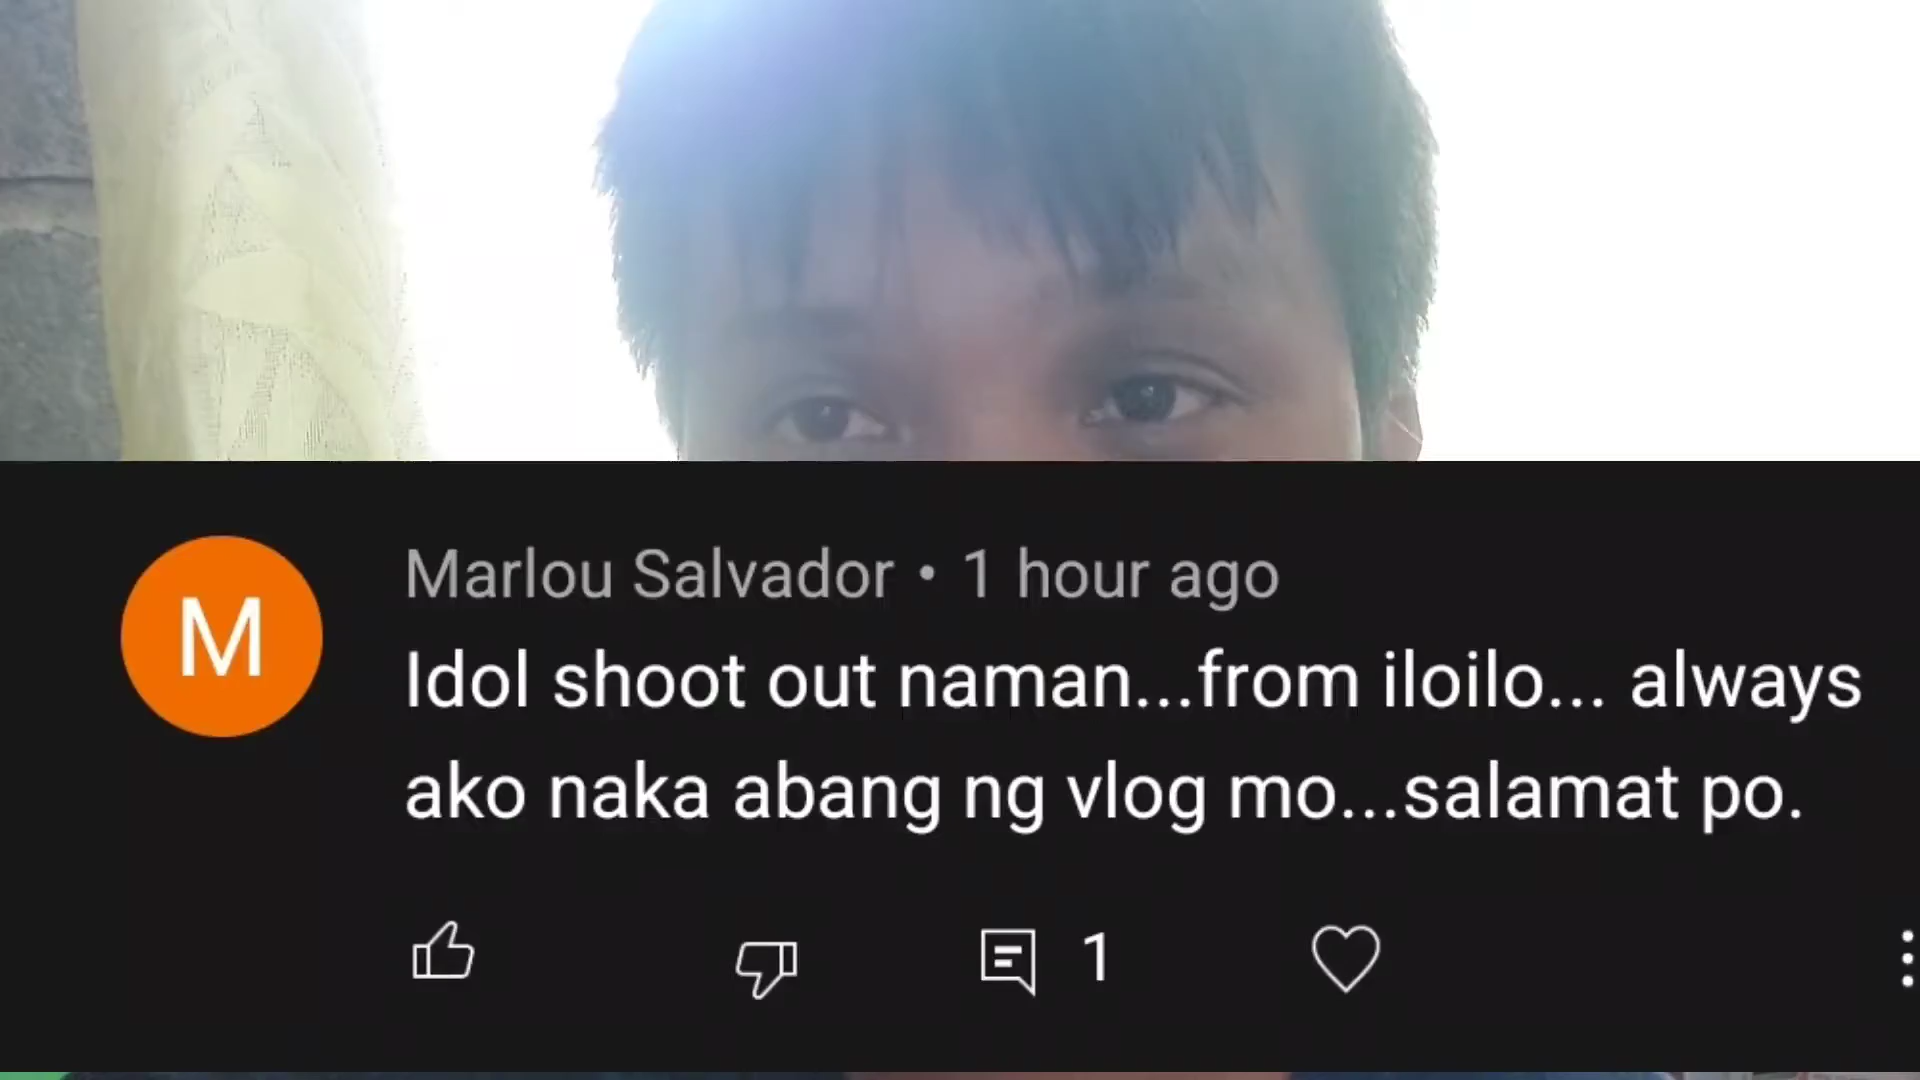 M
Marlou Salvador • 1 hour ago
Idol shoot out naman...from iloilo... always
ako naka abang ng vlog mo...salamat po.
1